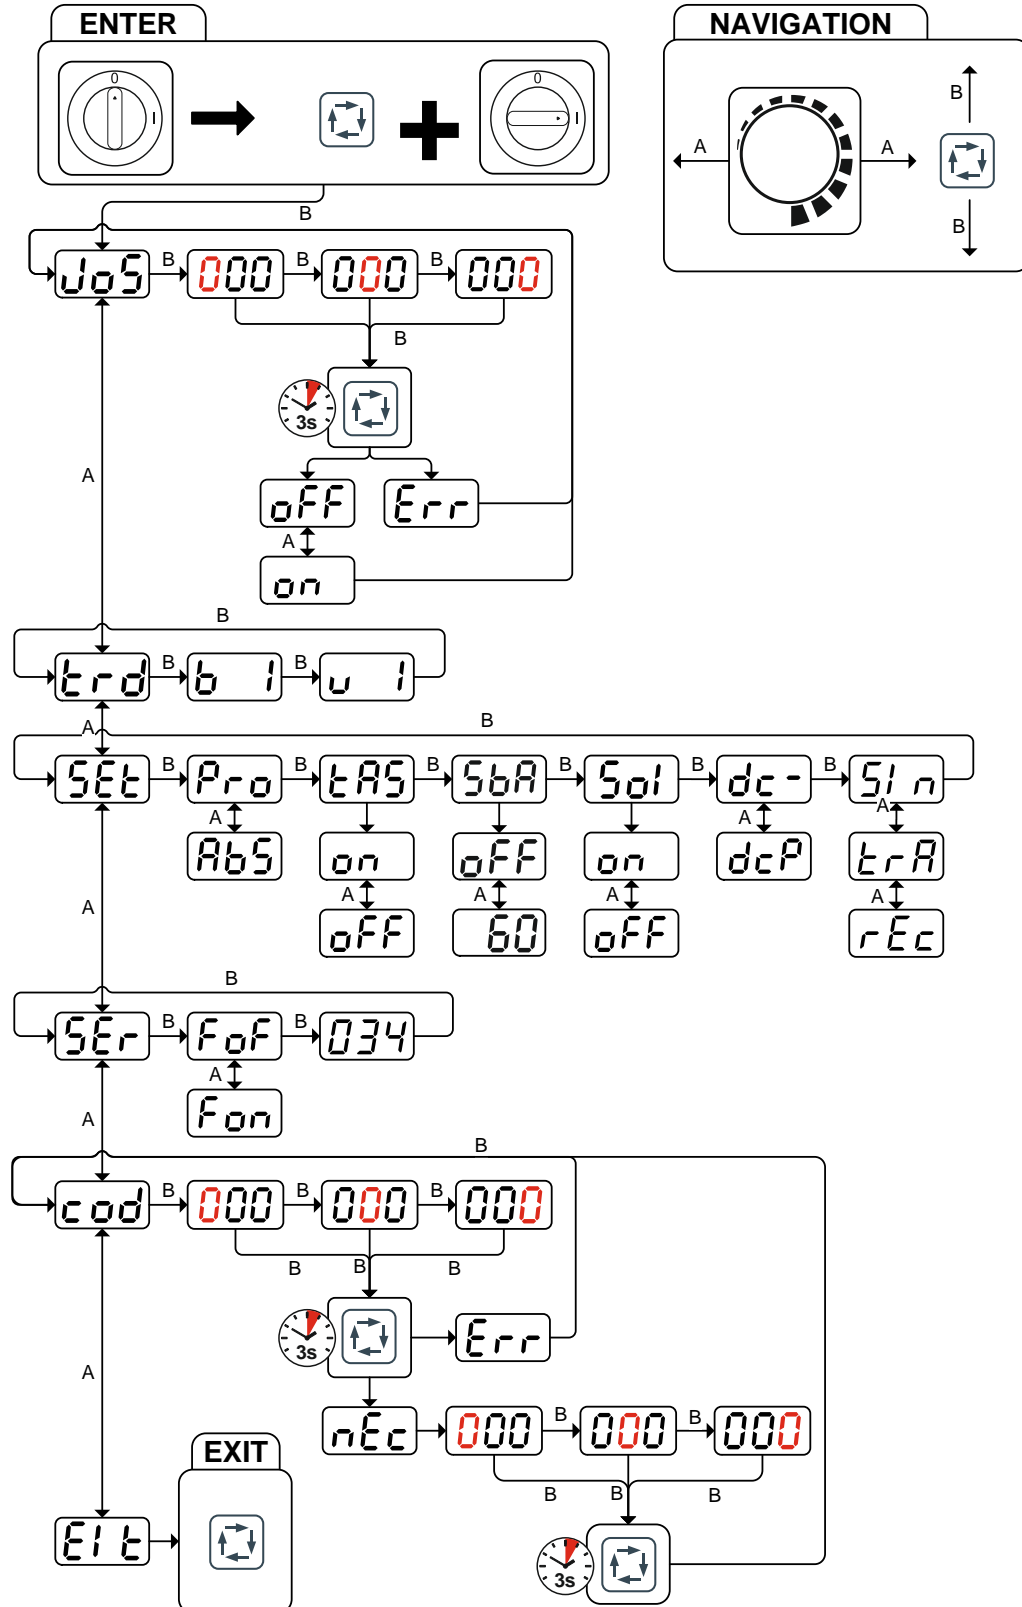 ENTER
NAVIGATION
0
I
0
I
B
A
A
B
B
JoS
B
000
B
000
B
000
B
3s
A
oFF
Err
A
on
B
trd
B
b 1
B
u 1
A
B
SEt
B
Pro
B
tAS
B
SbA
B
Sol
B
dc-
B
SIn
A
A
A
AbS
on
oFF
on
dcP
trA
A
A
A
A
A
oFF
60
oFF
rEc
B
SEr
B
FoF
B
034
A
A
Fon
B
cod
B
000
B
000
B
000
B
B
B
3s
Err
A
nEc
000
B
000
B
000
EXIT
B
B
B
EIt
3s